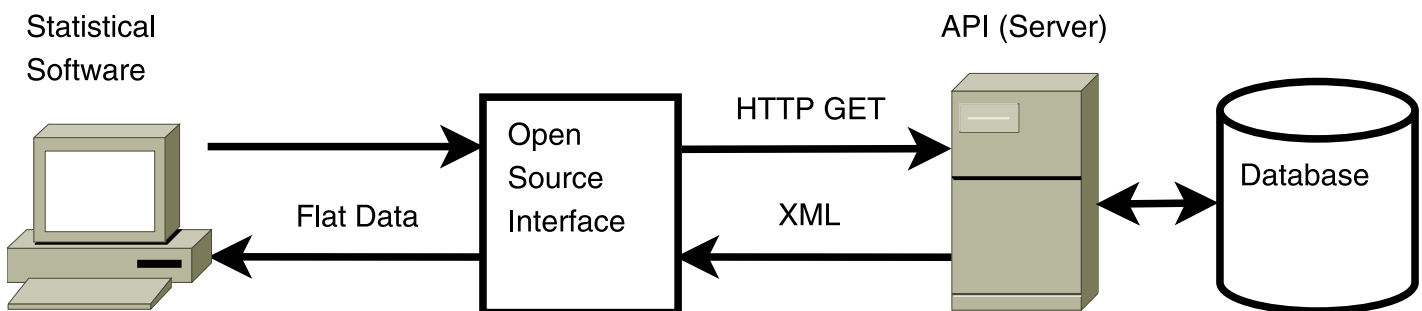 Statistical
Software
API (Server)
HTTP GET
Open
Source
Interface
Database
Flat Data
XML